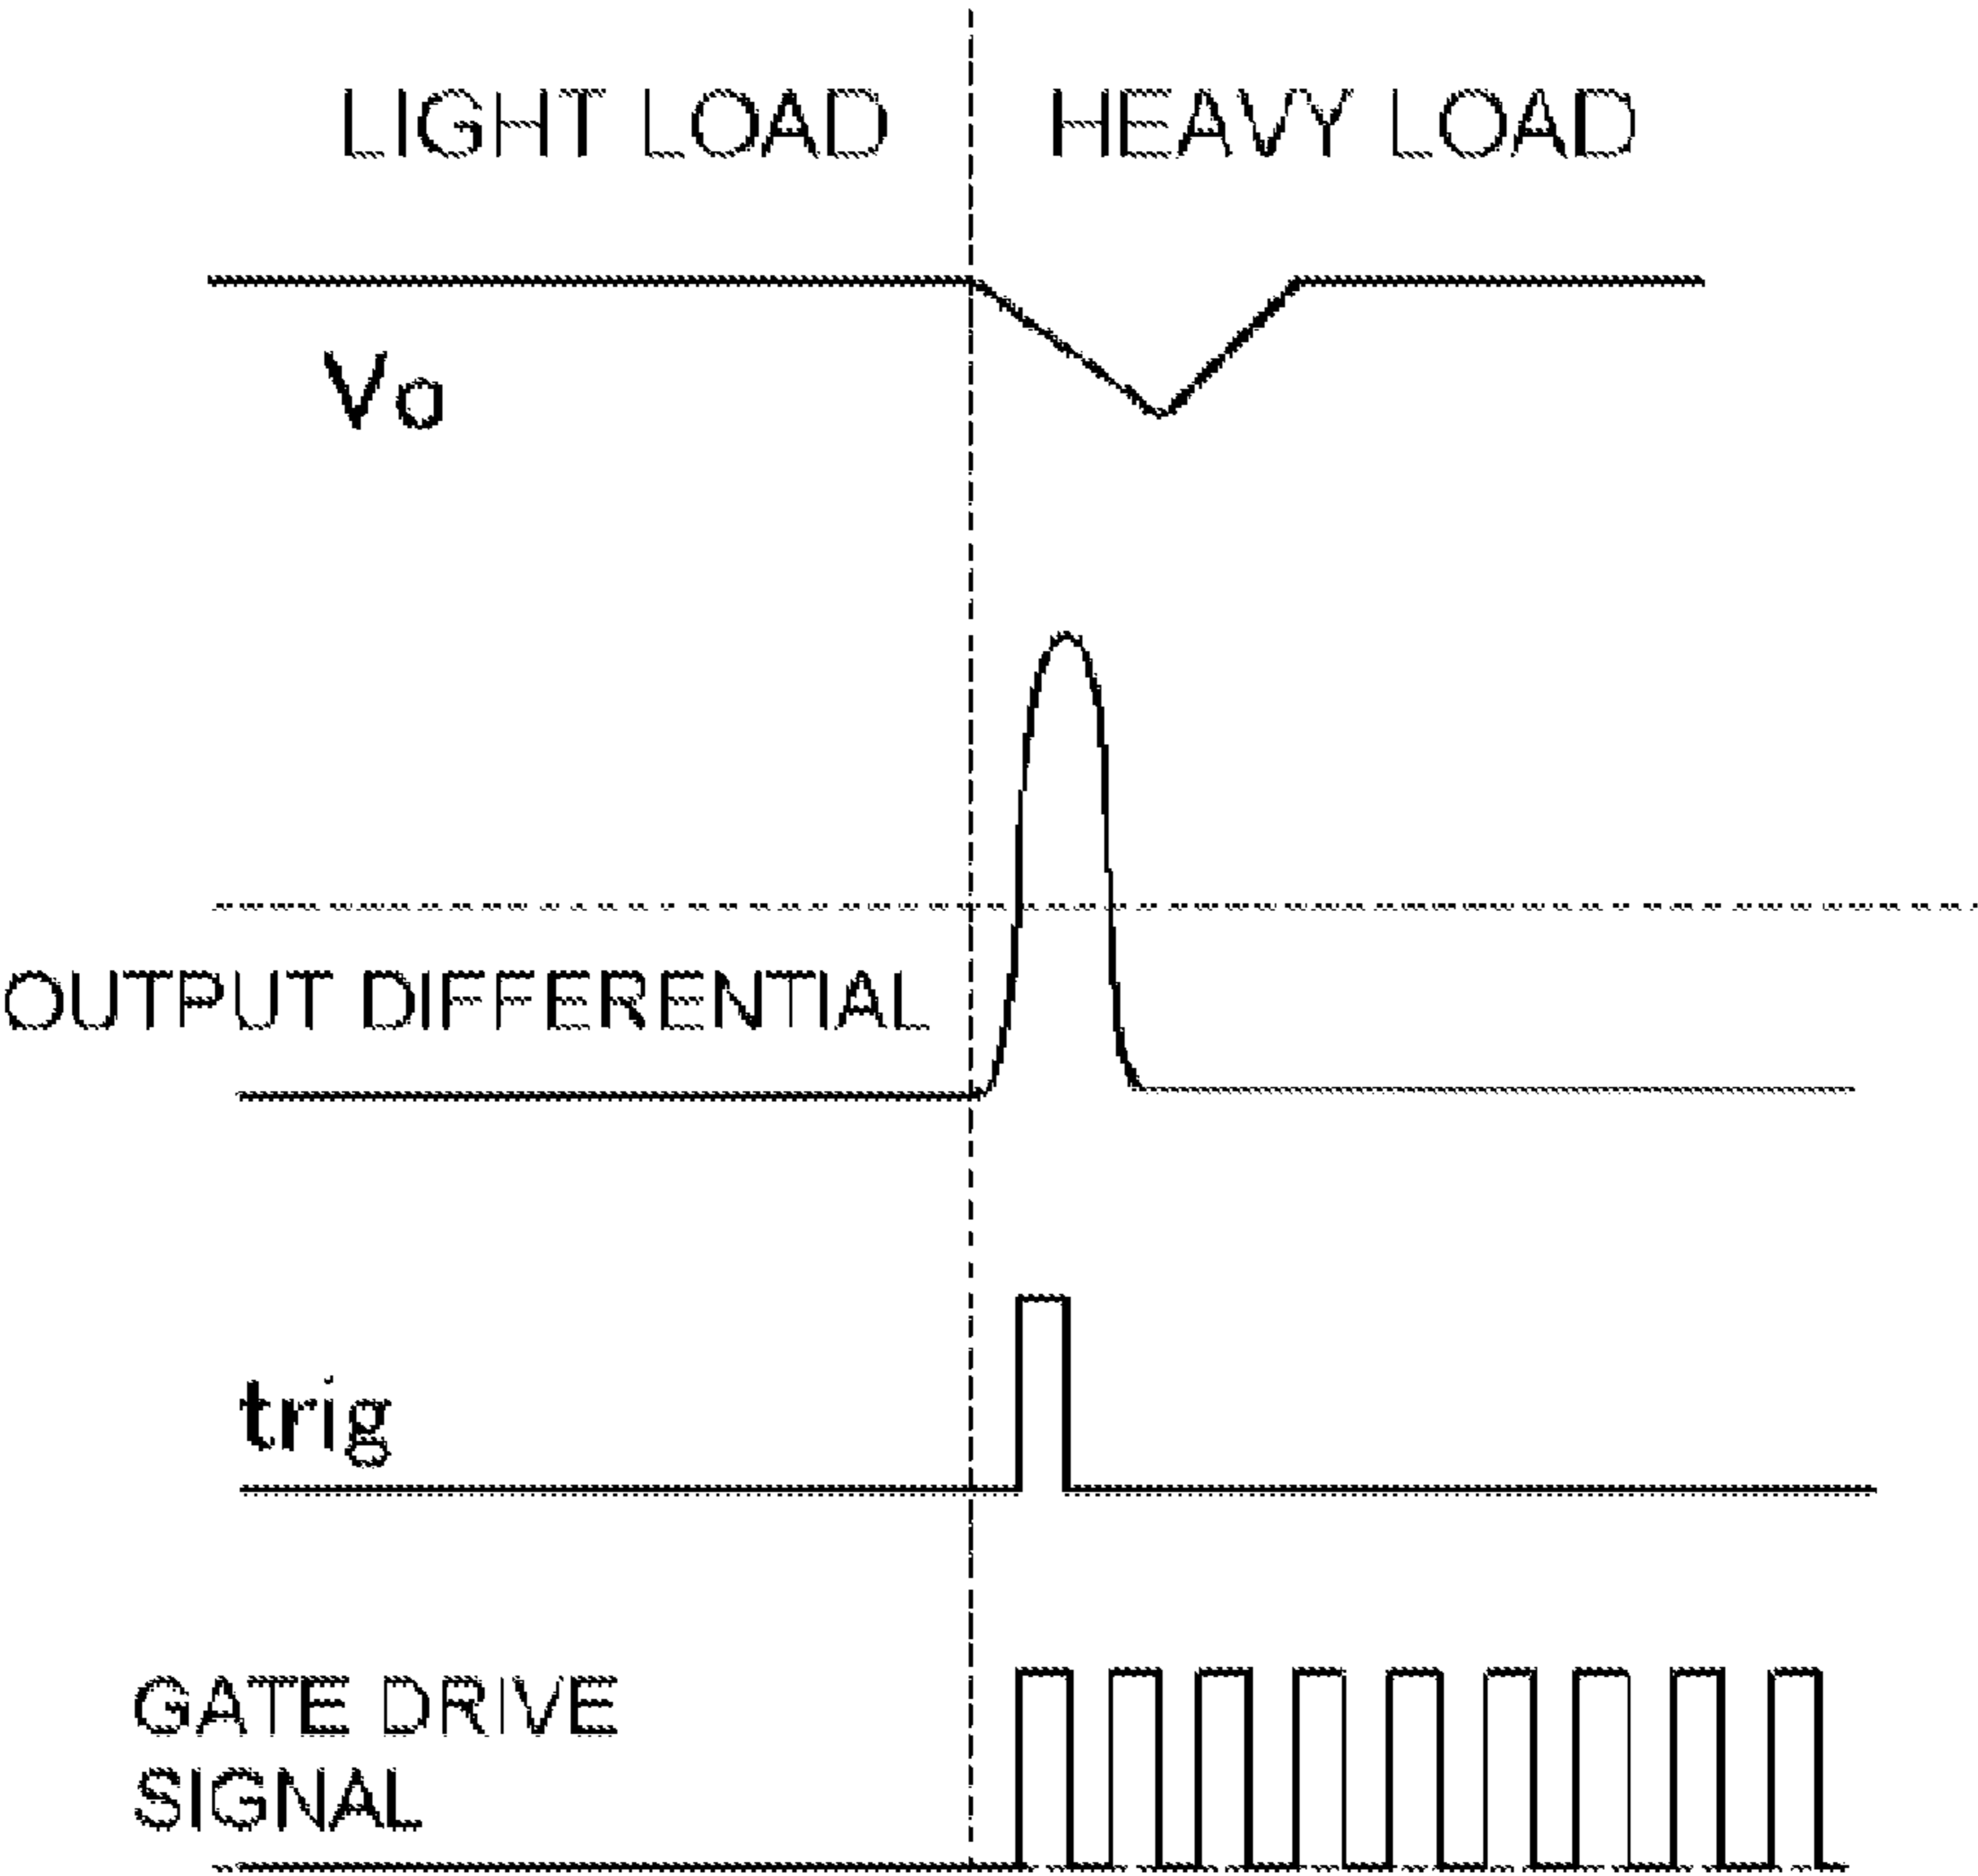 LIGHT LOAD
HEAVY LOAD
Vo
OUTPUT DIFFERENTIAL
trig
GATE DRIVE
SIGNAL